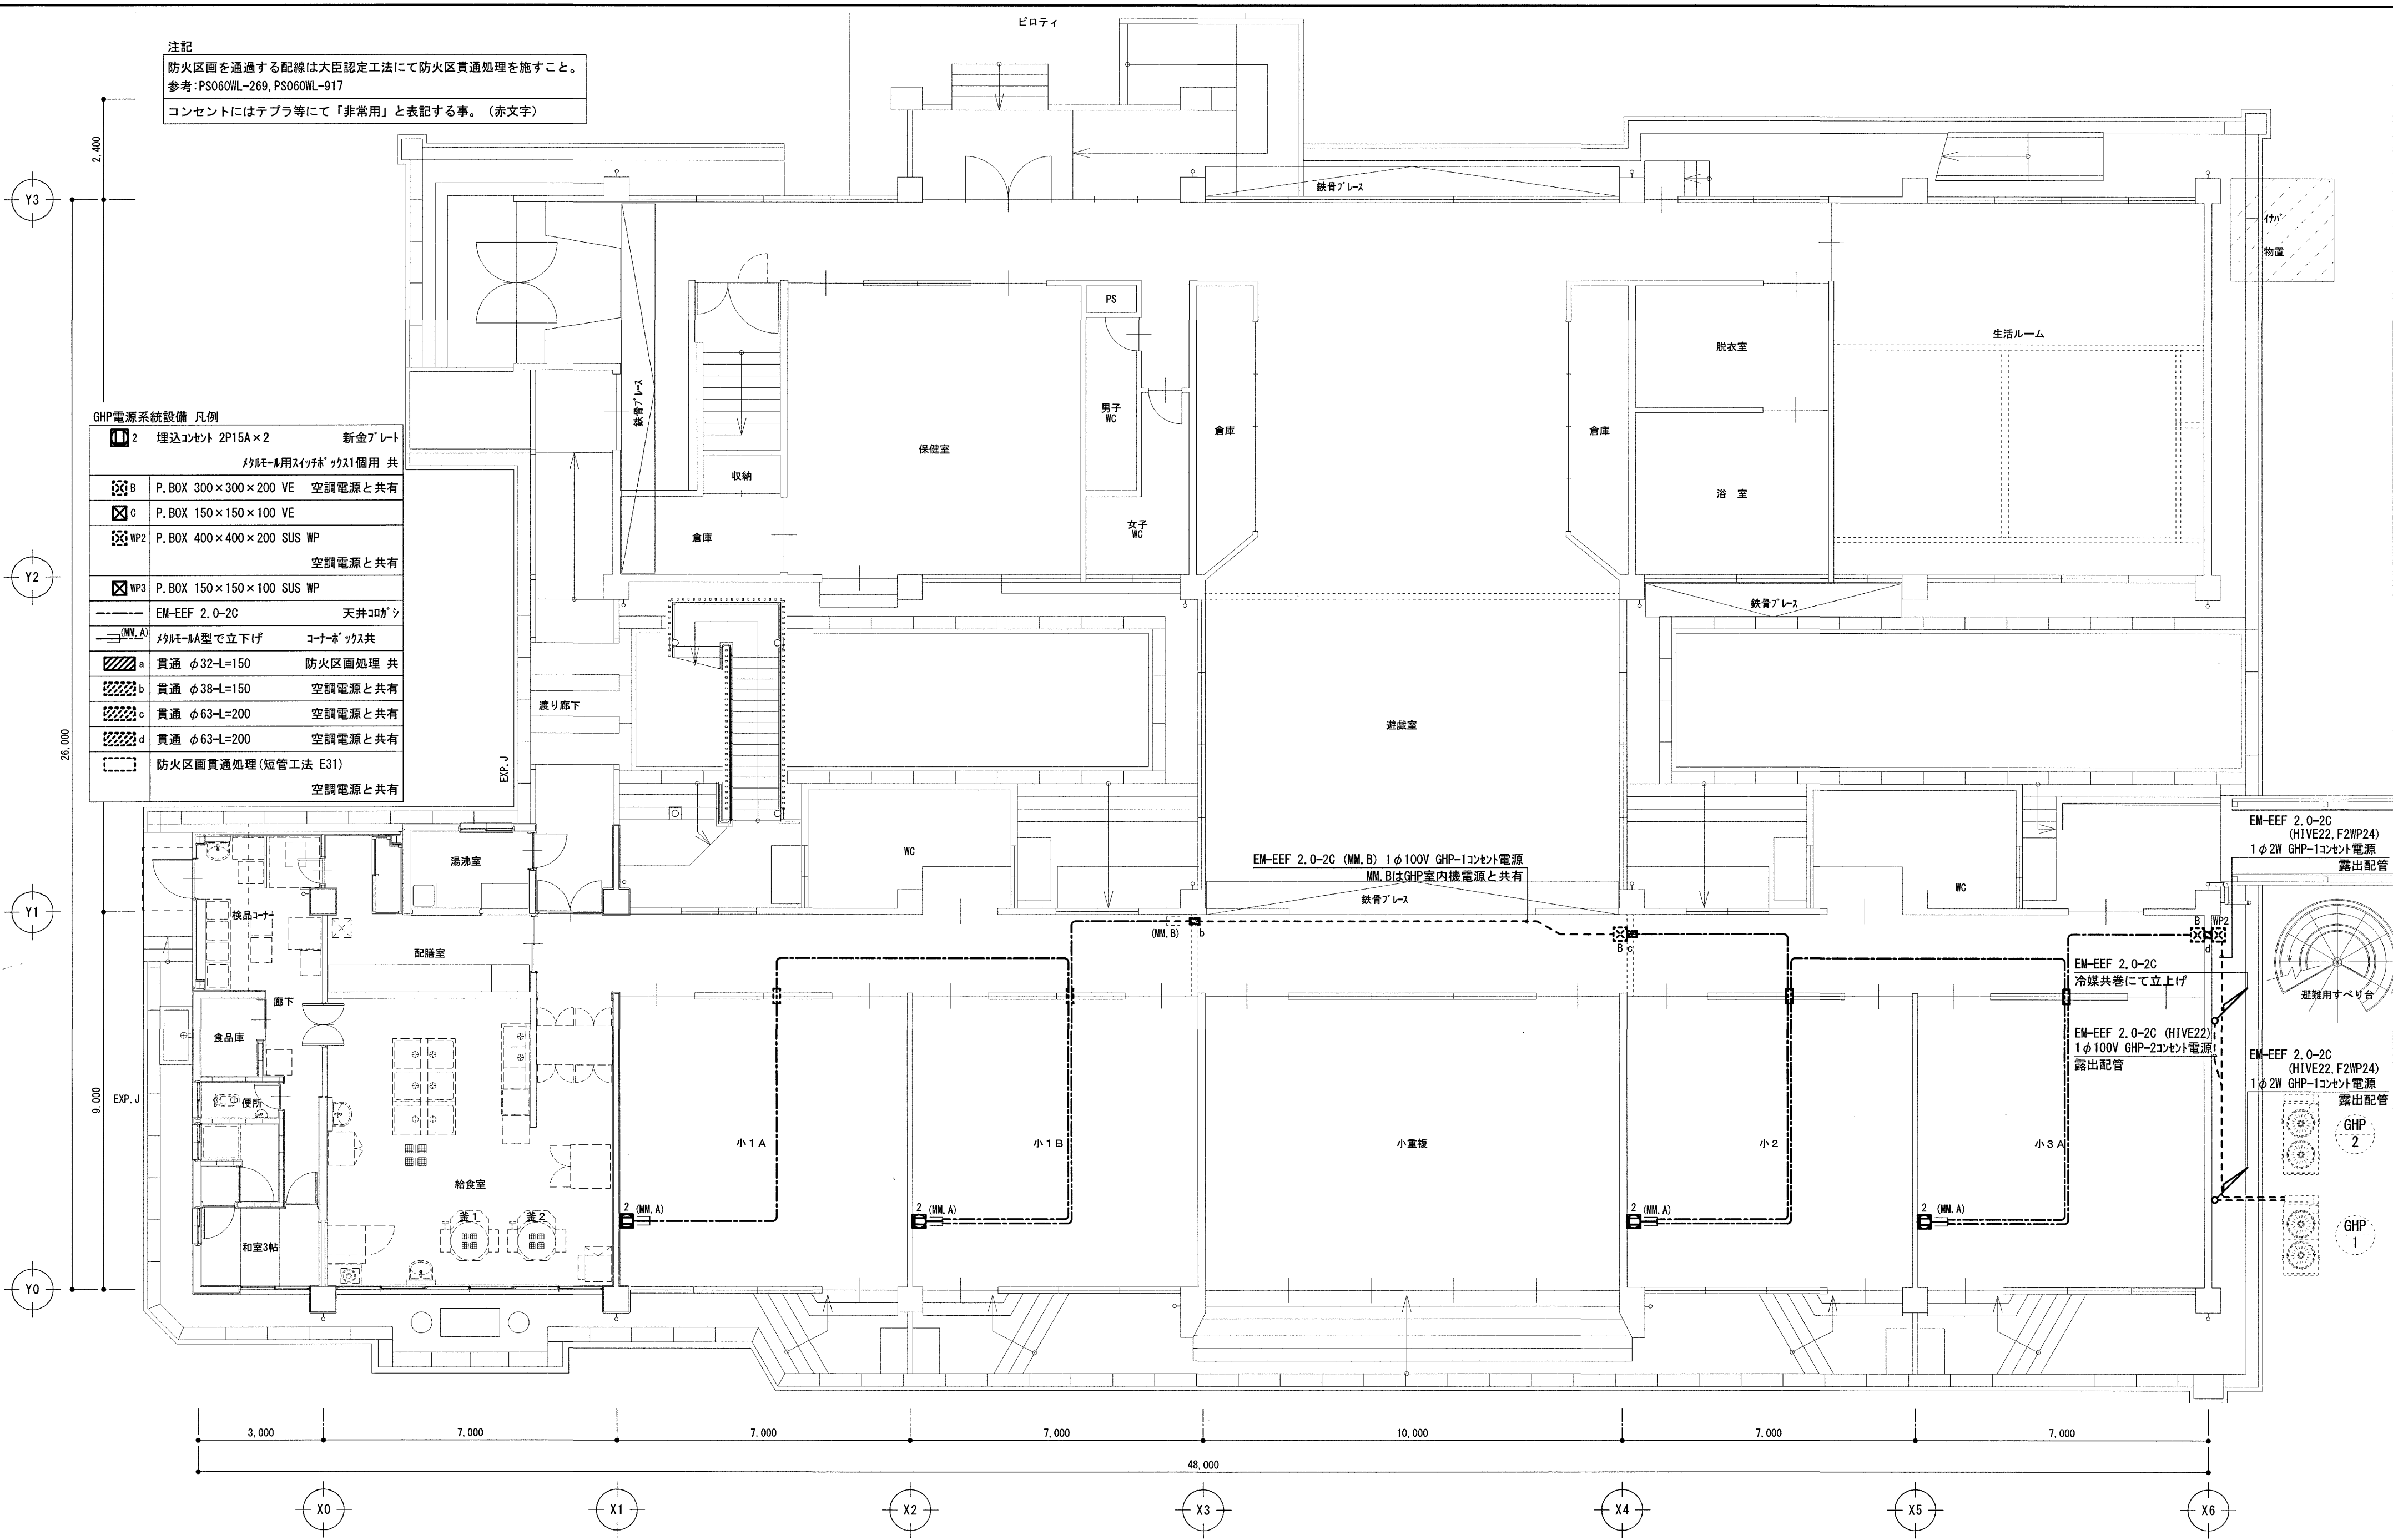 ピロティ
注記
防火区画を通過する配線は大臣認定工法にて防火区貫通処理を施すこと。
参考:PS060WL-269,PS060WL-917
コンセントにはテプラ等にて「非常用」と表記する事。（赤文字）
2,400
Y3
鉄骨ブレース
イナバ
物置
PS
脱衣室
生活ルーム
鉄骨ブレース
男子
WC
倉庫
倉庫
保健室
収納
浴 室
女子
WC
倉庫
GHP電源系統設備 凡例
2 埋込コンセント 2P15A×2 新金プレート
メタルモール用スイッチボックス1個用 共
B P.BOX 300×300×200 VE 空調電源と共有
C P.BOX 150×150×100 VE
WP2 P.BOX 400×400×200 SUS WP
空調電源と共有
WP3 P.BOX 150×150×100 SUS WP
EM-EEF 2.0-2C 天井コロガシ
(MM.A) メタルモールA型で立下げ コーナーボックス共
a 貫通 φ32-L=150 防火区画処理 共
b 貫通 φ38-L=150 空調電源と共有
c 貫通 φ63-L=200 空調電源と共有
d 貫通 φ63-L=200 空調電源と共有
防火区画貫通処理(短管工法 E31)
空調電源と共有
Y2
鉄骨ブレース
26,000
渡り廊下
EXP.J
遊戯室
EM-EEF 2.0-2C
(HIVE22,F2WP24)
1φ2W GHP-1コンセント電源
露出配管
湯沸室
WC
EM-EEF 2.0-2C (MM.B) 1φ100V GHP-1コンセント電源
MM.BはGHP室内機電源と共有
WC
鉄骨ブレース
Y1
検品コーナー
(MM.B)
b
B
c
B
WP2
d
配膳室
EM-EEF 2.0-2C
冷媒共巻にて立上げ
避難用すべり台
廊下
食品庫
EM-EEF 2.0-2C (HIVE22)
1φ100V GHP-2コンセント電源
露出配管
EM-EEF 2.0-2C
(HIVE22,F2WP24)
1φ2W GHP-1コンセント電源
露出配管
9,000
EXP.J
便所
GHP
2
小1A
小1B
小重複
小2
小3A
給食室
釜1
釜2
2 (MM.A)
2 (MM.A)
2 (MM.A)
2 (MM.A)
GHP
1
和室3帖
Y0
3,000
7,000
7,000
7,000
10,000
7,000
7,000
48,000
X0
X1
X2
X3
X4
X5
X6